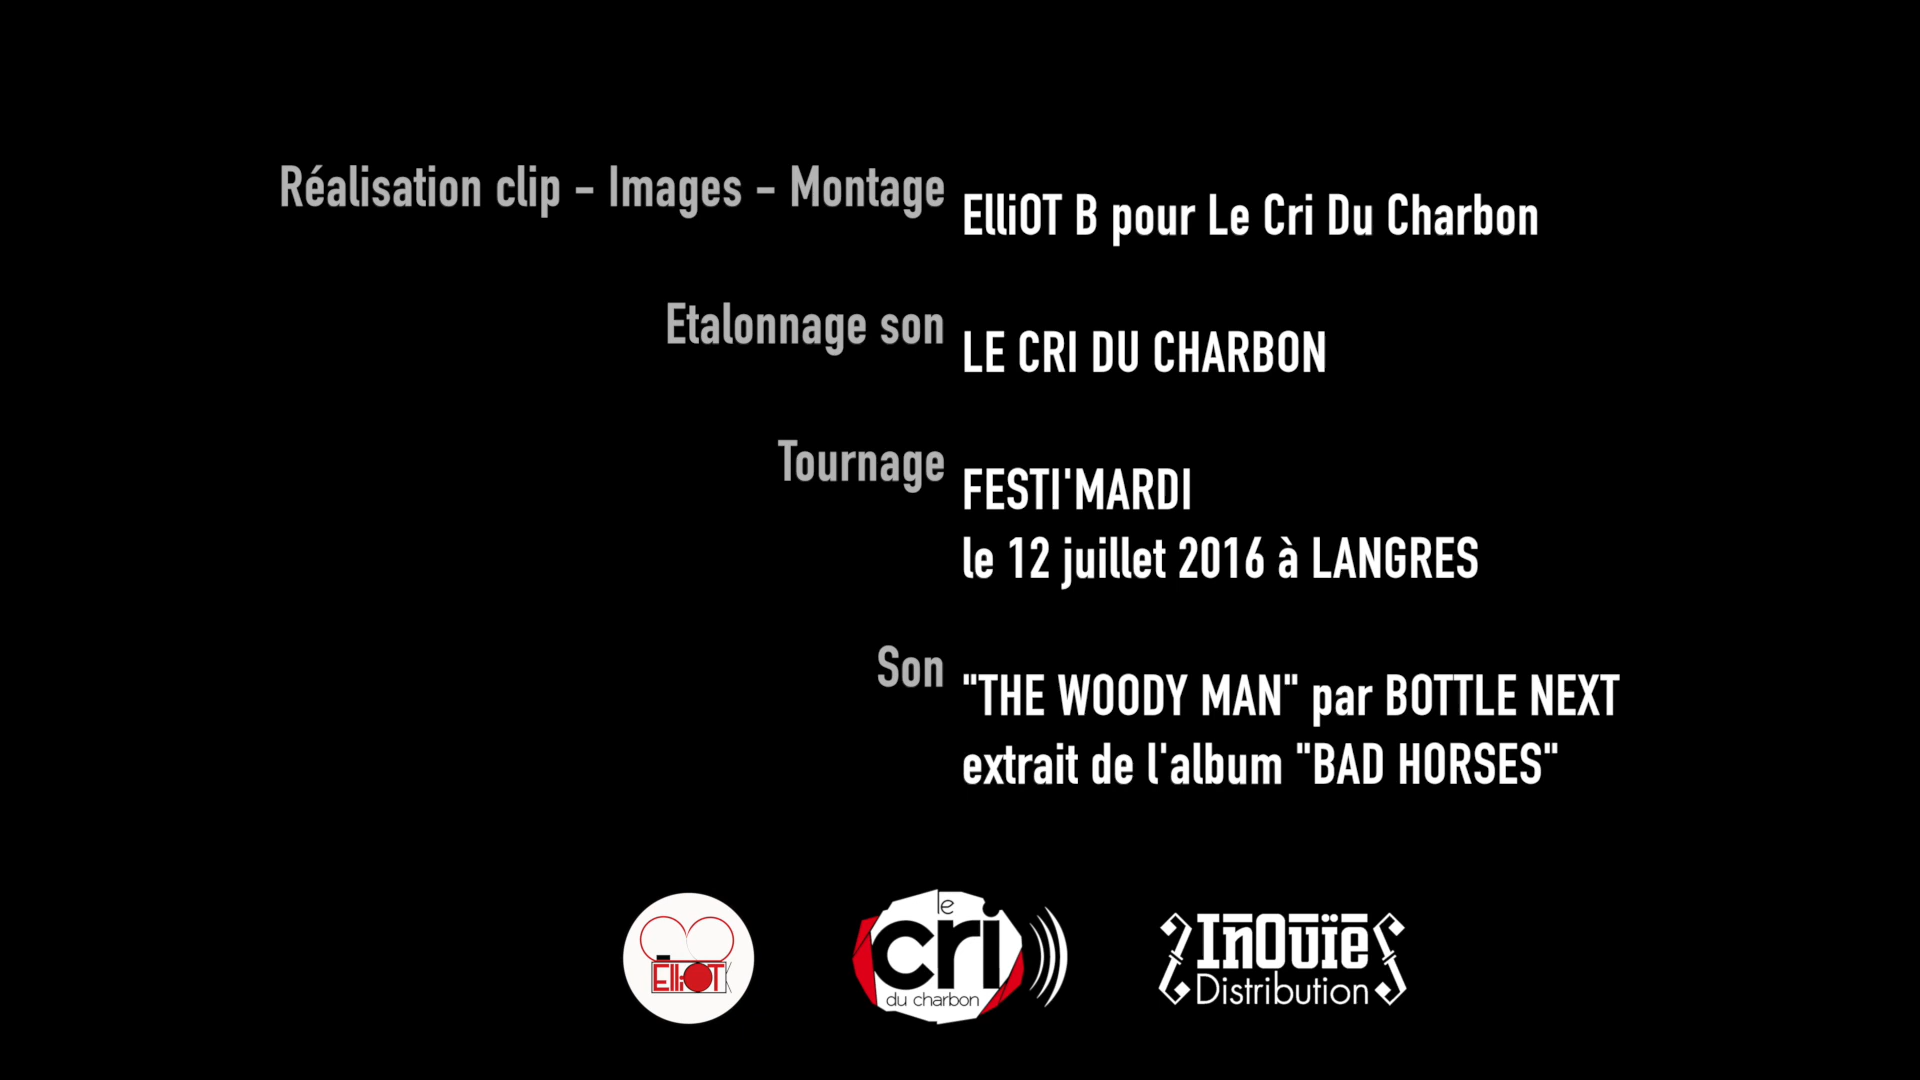 Réalisation clip - Images - Montage
ElliOT B pour Le Cri Du Charbon
Etalonnage son
LE CRI DU CHARBON
Tournage
FESTI'MARDI
le 12 juillet 2016 à LANGRES
Son
"THE WOODY MAN" par BOTTLE NEXT
extrait de l'album "BAD HORSES"
ElliOT
le
cri
du charbon
InOuïe
Distribution